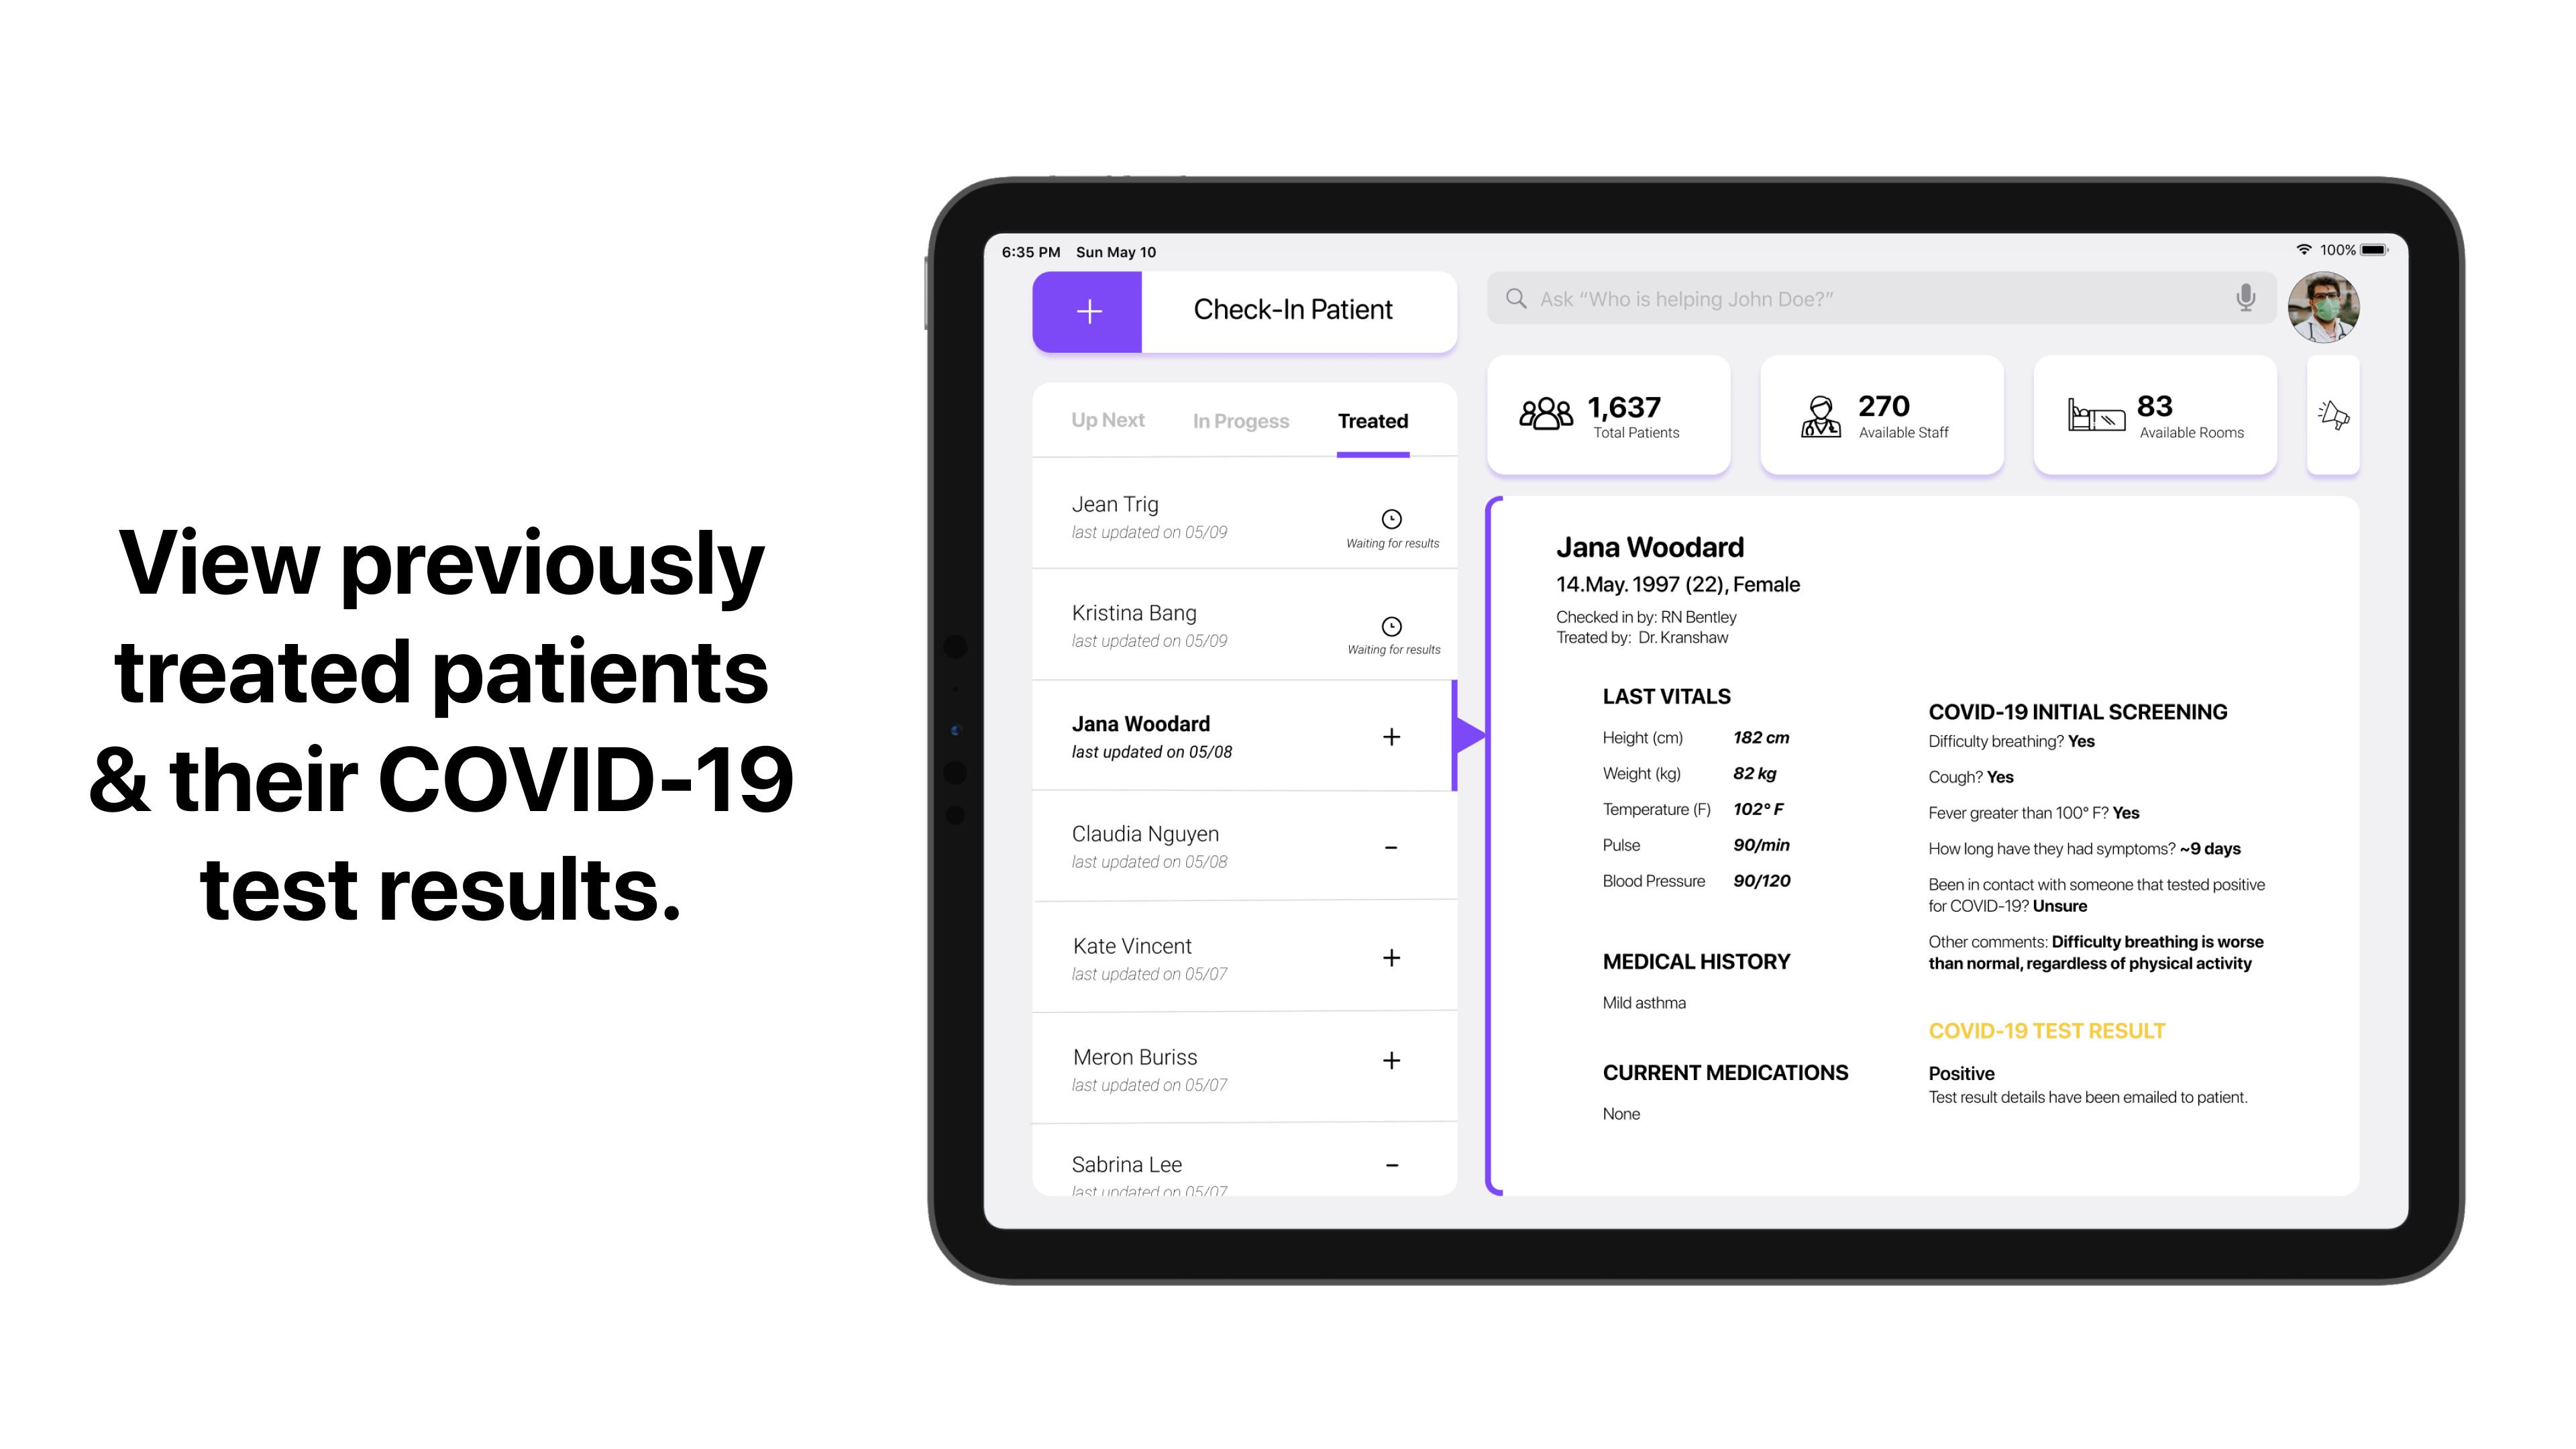 View previously
treated patients
& their COVID-19
test results.
6:35 PM Sun May 10
100%
+ Check-In Patient
Ask “Who is helping John Doe?”
Up Next In Progess Treated
1,637
Total Patients
270
Available Staff
83
Available Rooms
Jean Trig
last updated on 05/09
Waiting for results
Kristina Bang
last updated on 05/09
Waiting for results
Jana Woodard +
last updated on 05/08
Claudia Nguyen -
last updated on 05/08
Kate Vincent +
last updated on 05/07
Meron Buriss +
last updated on 05/07
Sabrina Lee -
last updated on 05/07
Jana Woodard
14.May. 1997 (22), Female
Checked in by: RN Bentley
Treated by: Dr. Kranshaw
LAST VITALS
Height (cm) 182 cm
Weight (kg) 82 kg
Temperature (F) 102° F
Pulse 90/min
Blood Pressure 90/120
MEDICAL HISTORY
Mild asthma
CURRENT MEDICATIONS
None
COVID-19 INITIAL SCREENING
Difficulty breathing? Yes
Cough? Yes
Fever greater than 100° F? Yes
How long have they had symptoms? ~9 days
Been in contact with someone that tested positive
for COVID-19? Unsure
Other comments: Difficulty breathing is worse
than normal, regardless of physical activity
COVID-19 TEST RESULT
Positive
Test result details have been emailed to patient.